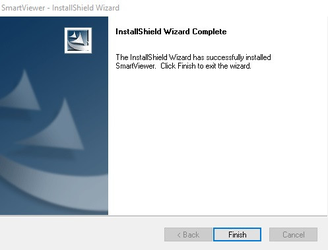 SmartViewer - InstallShield Wizard
InstallShield Wizard Complete
The InstallShield Wizard has successfully installed
SmartViewer. Click Finish to exit the wizard.
< Back
Finish
Cancel